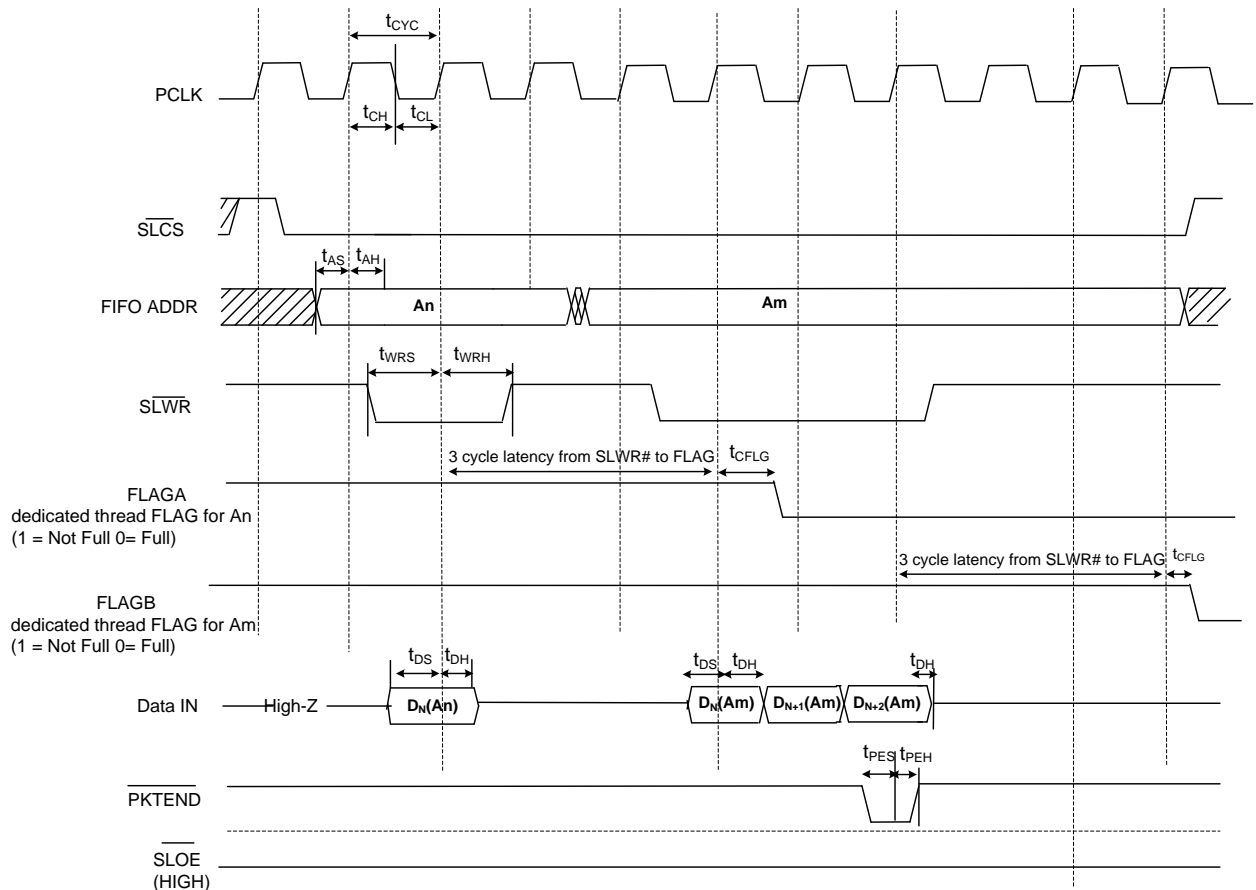 tCYC
PCLK
tCH
tCL
SLCS
tAS
tAH
FIFO ADDR
An
Am
tWRS
tWRH
SLWR
3 cycle latency from SLWR# to FLAG
tCFLG
FLAGA
dedicated thread FLAG for An
(1 = Not Full 0= Full)
3 cycle latency from SLWR# to FLAG
tCFLG
FLAGB
dedicated thread FLAG for Am
(1 = Not Full 0= Full)
tDS
tDH
tDS
tDH
tDH
Data IN
High-Z
DN(An)
DN(Am)
DN+1(Am)
DN+2(Am)
tPES
tPEH
PKTEND
SLOE
(HIGH)